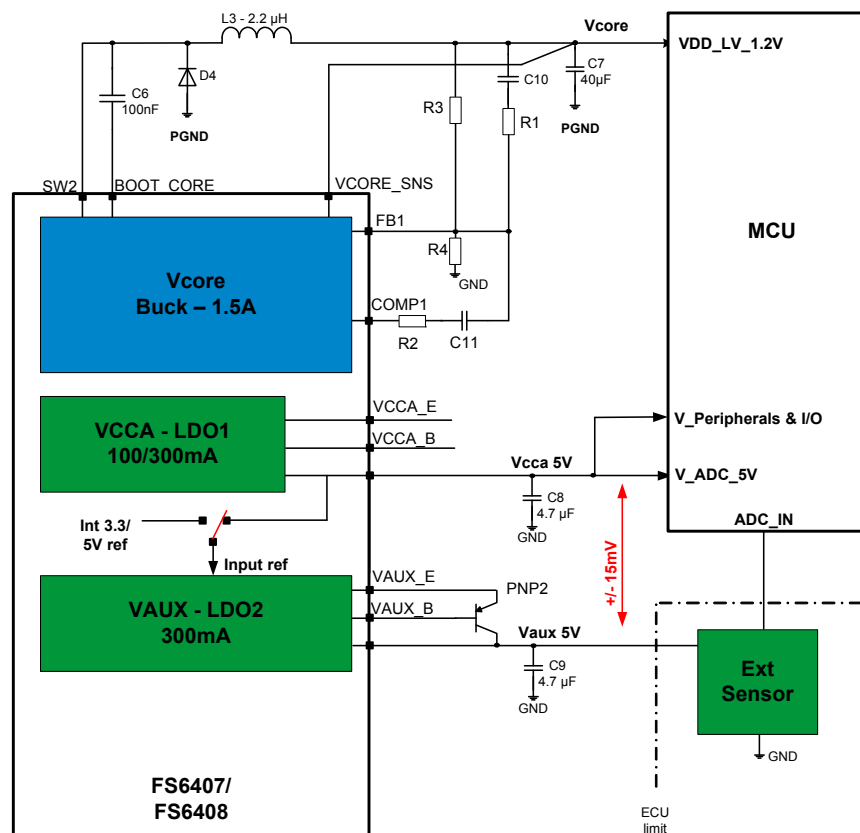 L3 - 2.2 µH
Vcore
VDD_LV_1.2V
C6
100nF
D4
PGND
C10
C7
40µF
R3
R1
PGND
SW2
BOOT_CORE
VCORE_SNS
FB1
MCU
Vcore
Buck – 1.5A
R4
GND
COMP1
R2
C11
VCCA - LDO1
100/300mA
VCCA_E
VCCA_B
V_Peripherals & I/O
Vcca 5V
V_ADC_5V
C8
4.7 µF
GND
ADC_IN
Int 3.3/
5V ref
Input ref
+/- 15mV
VAUX - LDO2
300mA
VAUX_E
VAUX_B
PNP2
Vaux 5V
C9
4.7 µF
GND
Ext
Sensor
GND
FS6407/
FS6408
ECU
limit